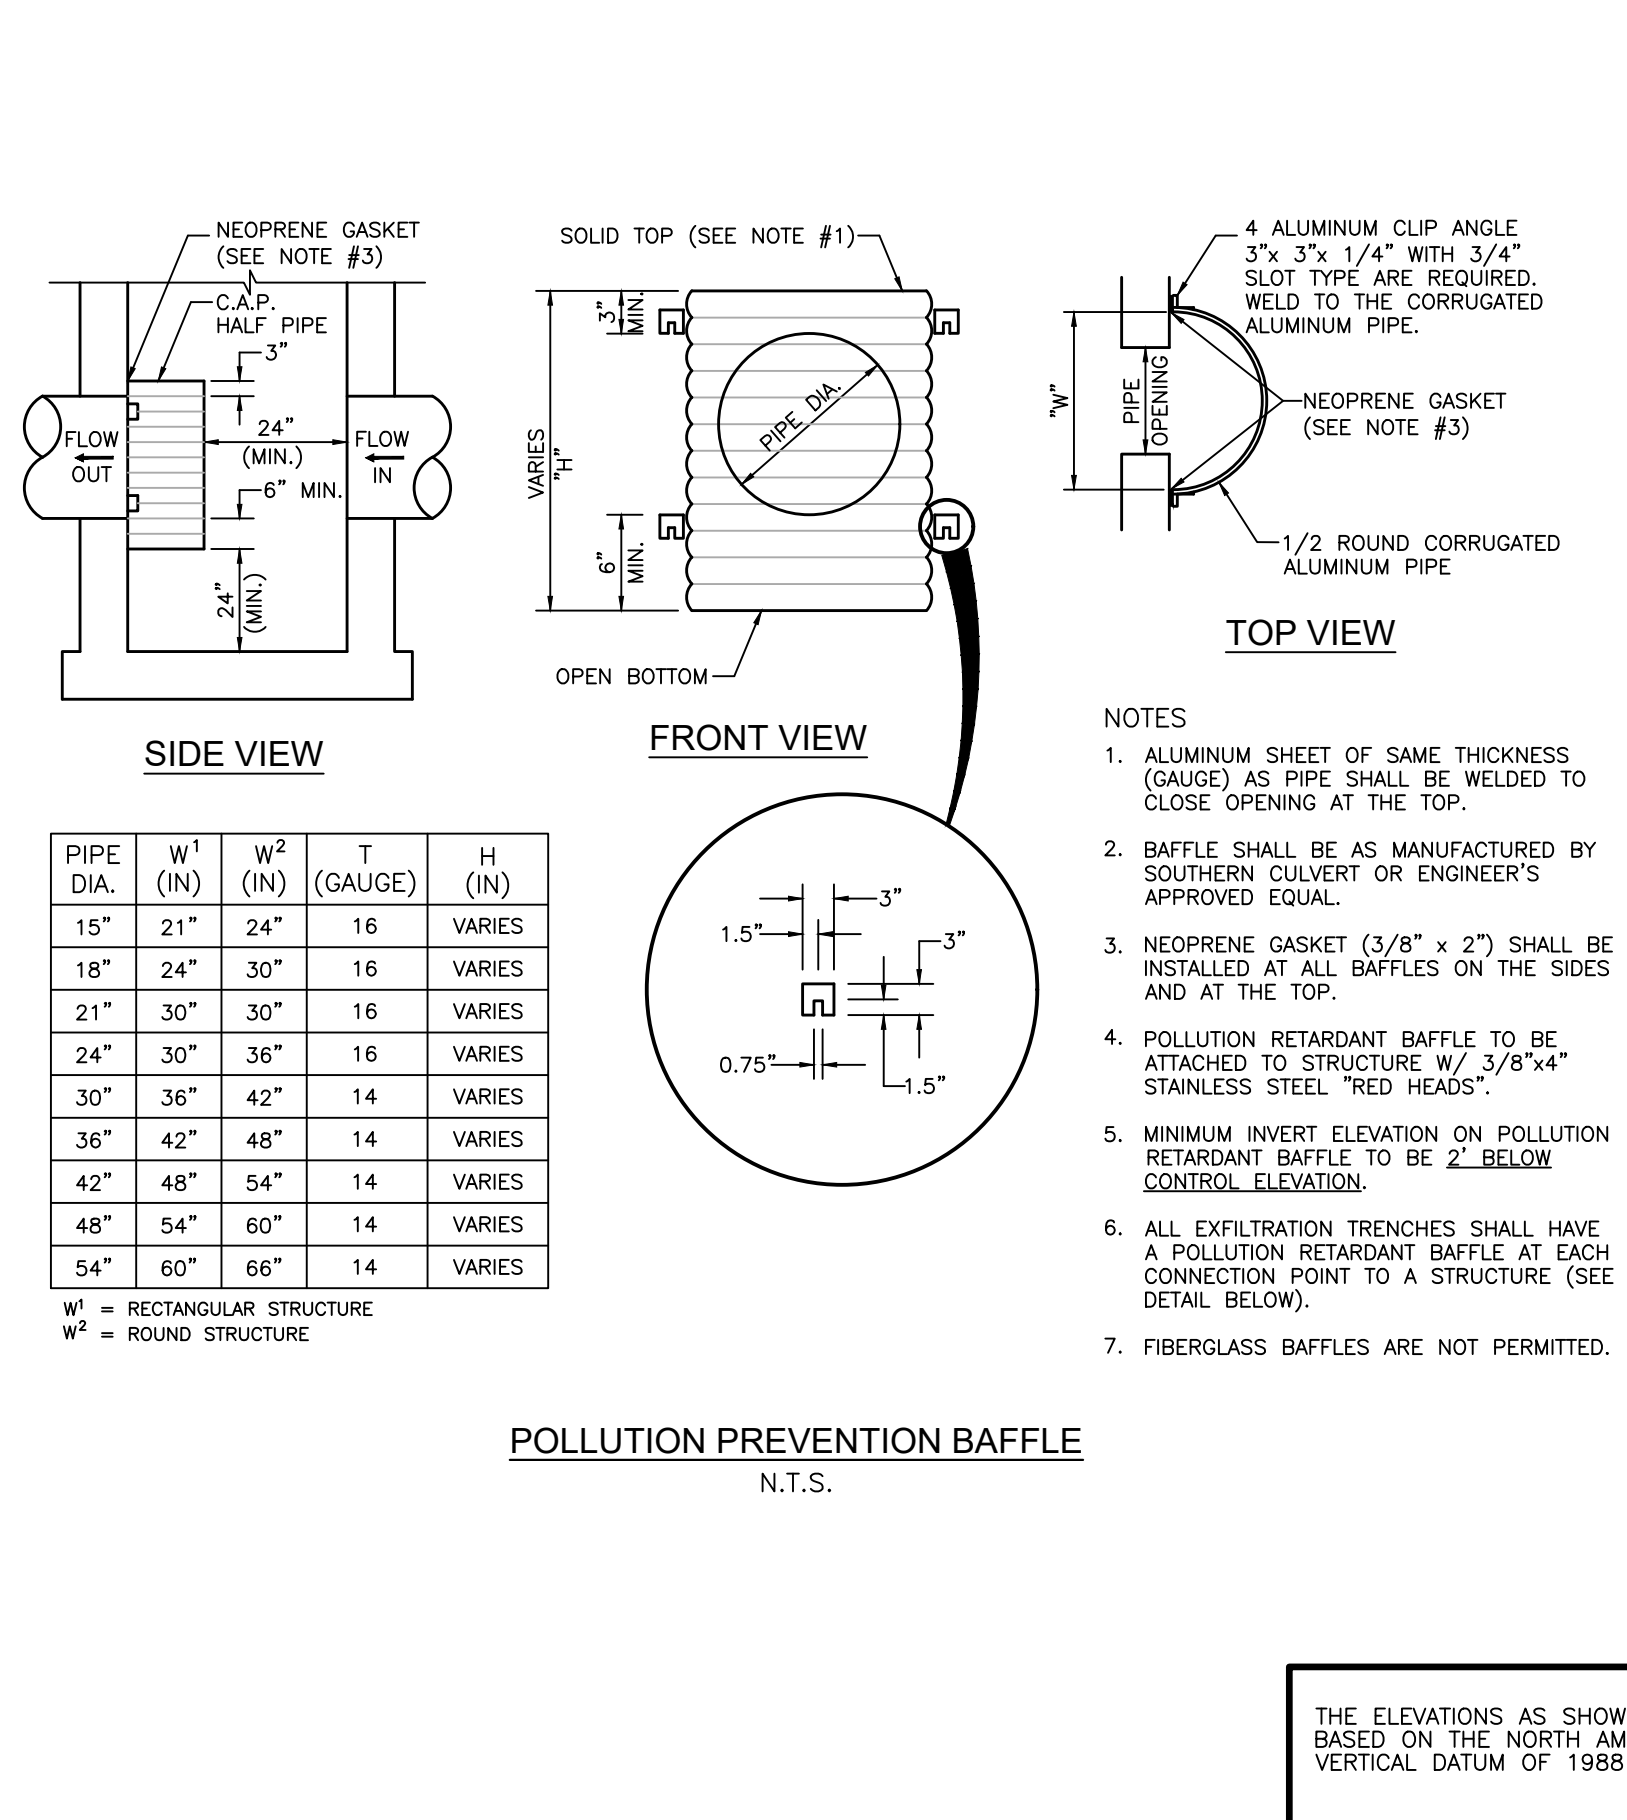 NEOPRENE GASKET
(SEE NOTE #3)
C.A.P.
HALF PIPE
3"
24"
(MIN.)
FLOW
OUT
FLOW
IN
6" MIN.
24"
(MIN.)
SIDE VIEW
SOLID TOP (SEE NOTE #1)
3"
MIN.
PIPE DIA.
VARIES
"H"
6"
MIN.
OPEN BOTTOM
FRONT VIEW
4 ALUMINUM CLIP ANGLE
3"x 3"x 1/4" WITH 3/4"
SLOT TYPE ARE REQUIRED.
WELD TO THE CORRUGATED
ALUMINUM PIPE.
"W"
PIPE
OPENING
NEOPRENE GASKET
(SEE NOTE #3)
1/2 ROUND CORRUGATED
ALUMINUM PIPE
TOP VIEW
3"
1.5"
3"
0.75"
1.5"
PIPE DIA. W¹ (IN) W² (IN) T (GAUGE) H (IN)
15" 21" 24" 16 VARIES
18" 24" 30" 16 VARIES
21" 30" 30" 16 VARIES
24" 30" 36" 16 VARIES
30" 36" 42" 14 VARIES
36" 42" 48" 14 VARIES
42" 48" 54" 14 VARIES
48" 54" 60" 14 VARIES
54" 60" 66" 14 VARIES
W¹ = RECTANGULAR STRUCTURE
W² = ROUND STRUCTURE
NOTES
1. ALUMINUM SHEET OF SAME THICKNESS
(GAUGE) AS PIPE SHALL BE WELDED TO
CLOSE OPENING AT THE TOP.
2. BAFFLE SHALL BE AS MANUFACTURED BY
SOUTHERN CULVERT OR ENGINEER'S
APPROVED EQUAL.
3. NEOPRENE GASKET (3/8" x 2") SHALL BE
INSTALLED AT ALL BAFFLES ON THE SIDES
AND AT THE TOP.
4. POLLUTION RETARDANT BAFFLE TO BE
ATTACHED TO STRUCTURE W/ 3/8"x4"
STAINLESS STEEL "RED HEADS".
5. MINIMUM INVERT ELEVATION ON POLLUTION
RETARDANT BAFFLE TO BE 2' BELOW
CONTROL ELEVATION.
6. ALL EXFILTRATION TRENCHES SHALL HAVE
A POLLUTION RETARDANT BAFFLE AT EACH
CONNECTION POINT TO A STRUCTURE (SEE
DETAIL BELOW).
7. FIBERGLASS BAFFLES ARE NOT PERMITTED.
POLLUTION PREVENTION BAFFLE
N.T.S.
THE ELEVATIONS AS SHOW
BASED ON THE NORTH AM
VERTICAL DATUM OF 1988